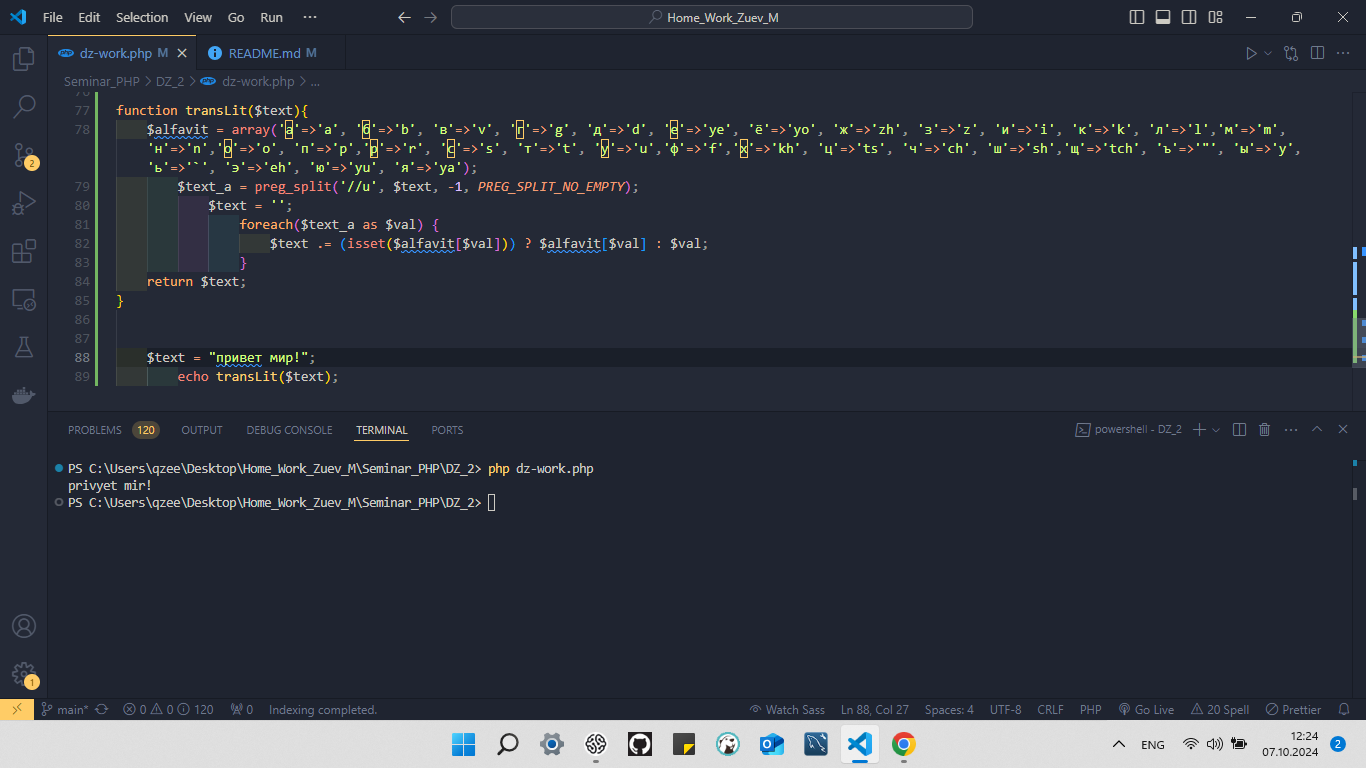 File Edit Selection View Go Run ··· Home_Work_Zuev_M
dz-work.php M README.md M
Seminar_PHP > DZ_2 > dz-work.php > ...
76
77 function transLit($text){
78 $alfavit = array('а'=>'a', 'б'=>'b', 'в'=>'v', 'г'=>'g', 'д'=>'d', 'е'=>'ye', 'ё'=>'yo', 'ж'=>'zh', 'з'=>'z', 'и'=>'i', 'к'=>'k', 'л'=>'l','м'=>'m',
'н'=>'n','р'=>'o', 'п'=>'p','р'=>'r', 'с'=>'s', 'т'=>'t', 'у'=>'u','ф'=>'f','х'=>'kh', 'ц'=>'ts', 'ч'=>'ch', 'ш'=>'sh','щ'=>'tch', 'ъ'=>'"', 'ы'=>'y',
'ь'=>'`', 'э'=>'eh', 'ю'=>'yu', 'я'=>'ya');
79 $text_a = preg_split('//u', $text, -1, PREG_SPLIT_NO_EMPTY);
80 $text = '';
81 foreach($text_a as $val) {
82 $text .= (isset($alfavit[$val])) ? $alfavit[$val] : $val;
83 }
84 return $text;
85 }
86
87
88 $text = "привет мир!";
89 echo transLit($text);
PROBLEMS 120 OUTPUT DEBUG CONSOLE TERMINAL PORTS powershell - DZ_2
PS C:\Users\qzee\Desktop\Home_Work_Zuev_M\Seminar_PHP\DZ_2> php dz-work.php
privyet mir!
PS C:\Users\qzee\Desktop\Home_Work_Zuev_M\Seminar_PHP\DZ_2>
2
1
main* 0 0 120 0 Indexing completed. Watch Sass Ln 88, Col 27 Spaces: 4 UTF-8 CRLF PHP Go Live 20 Spell Prettier
ENG 12:24
07.10.2024 2